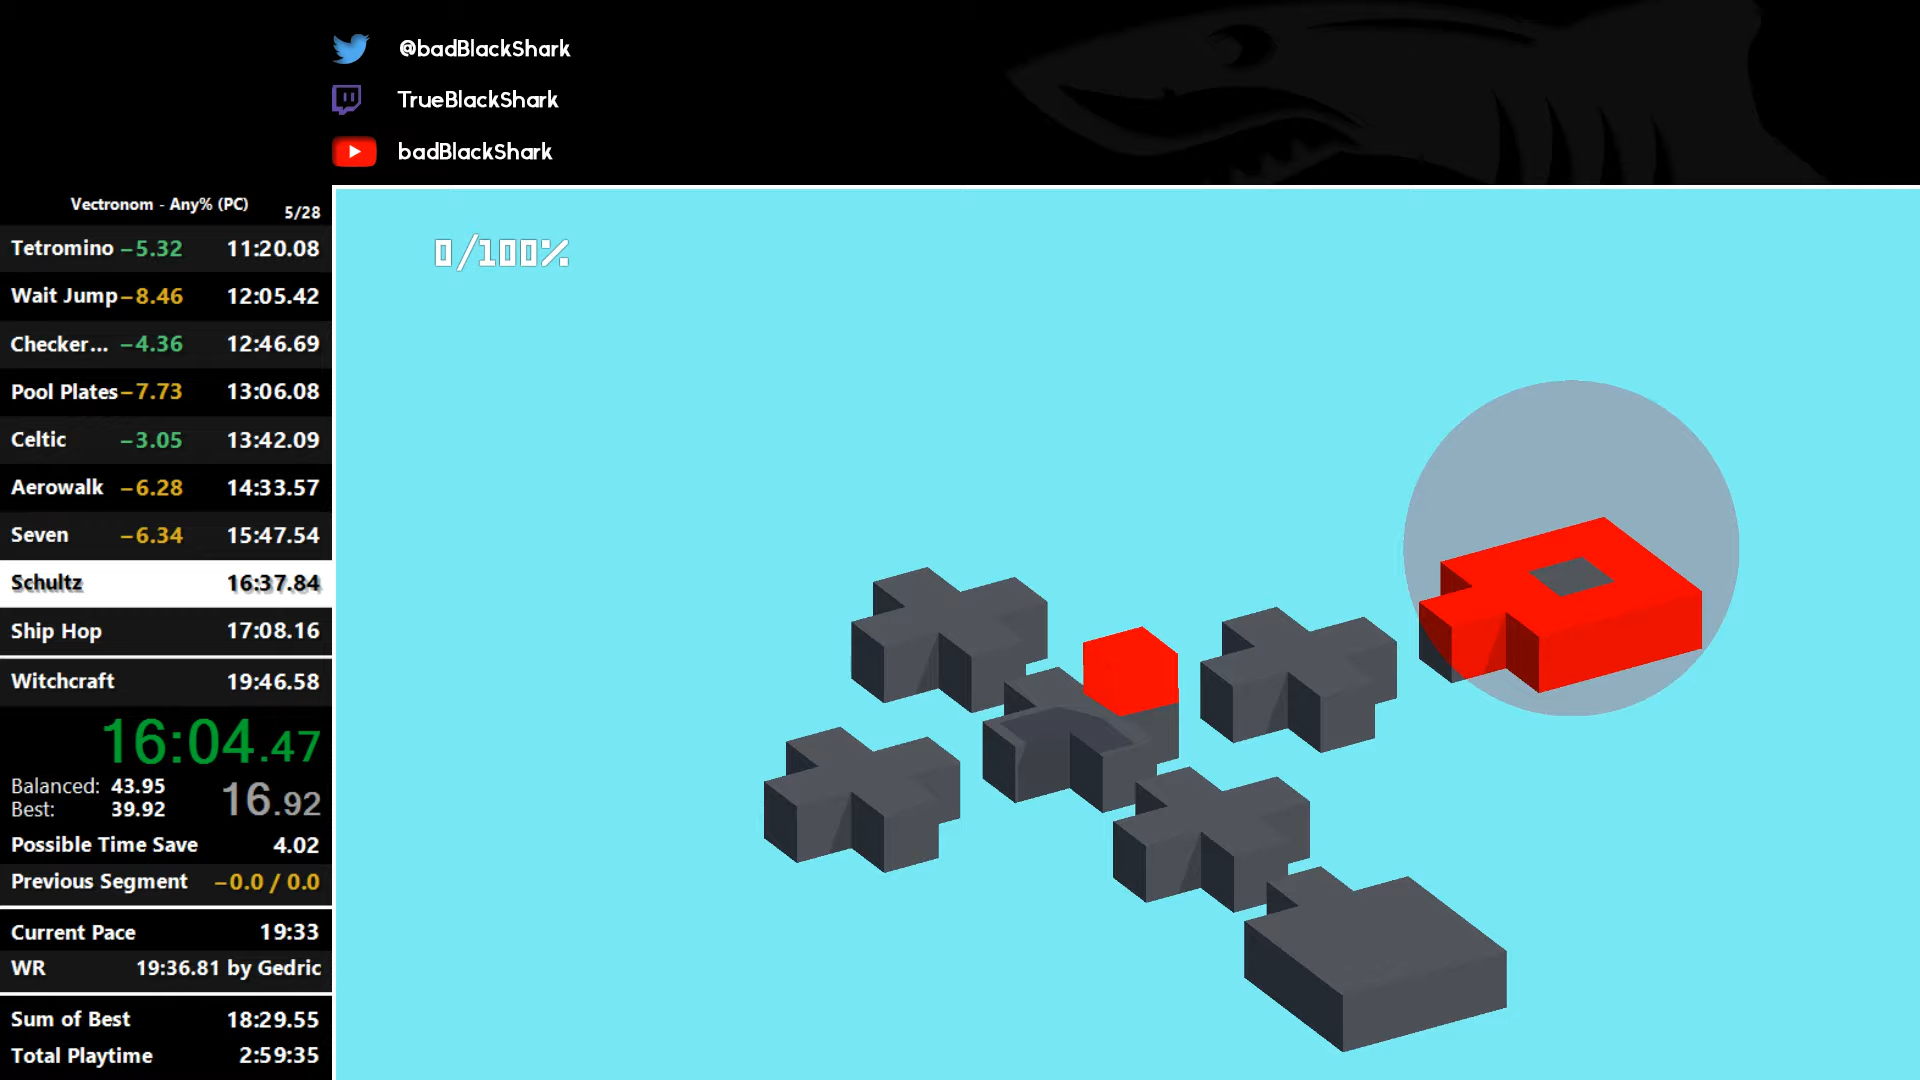 @badBlackShark
TrueBlackShark
badBlackShark
Vectronom - Any% (PC)
5/28
Tetromino −5.32 11:20.08
Wait Jump −8.46 12:05.42
Checker... −4.36 12:46.69
Pool Plates −7.73 13:06.08
Celtic −3.05 13:42.09
Aerowalk −6.28 14:33.57
Seven −6.34 15:47.54
Schultz 16:37.84
Ship Hop 17:08.16
Witchcraft 19:46.58
16:04.47
Balanced: 43.95
Best: 39.92
16.92
Possible Time Save 4.02
Previous Segment −0.0 / 0.0
Current Pace 19:33
WR 19:36.81 by Gedric
Sum of Best 18:29.55
Total Playtime 2:59:35
0/100%